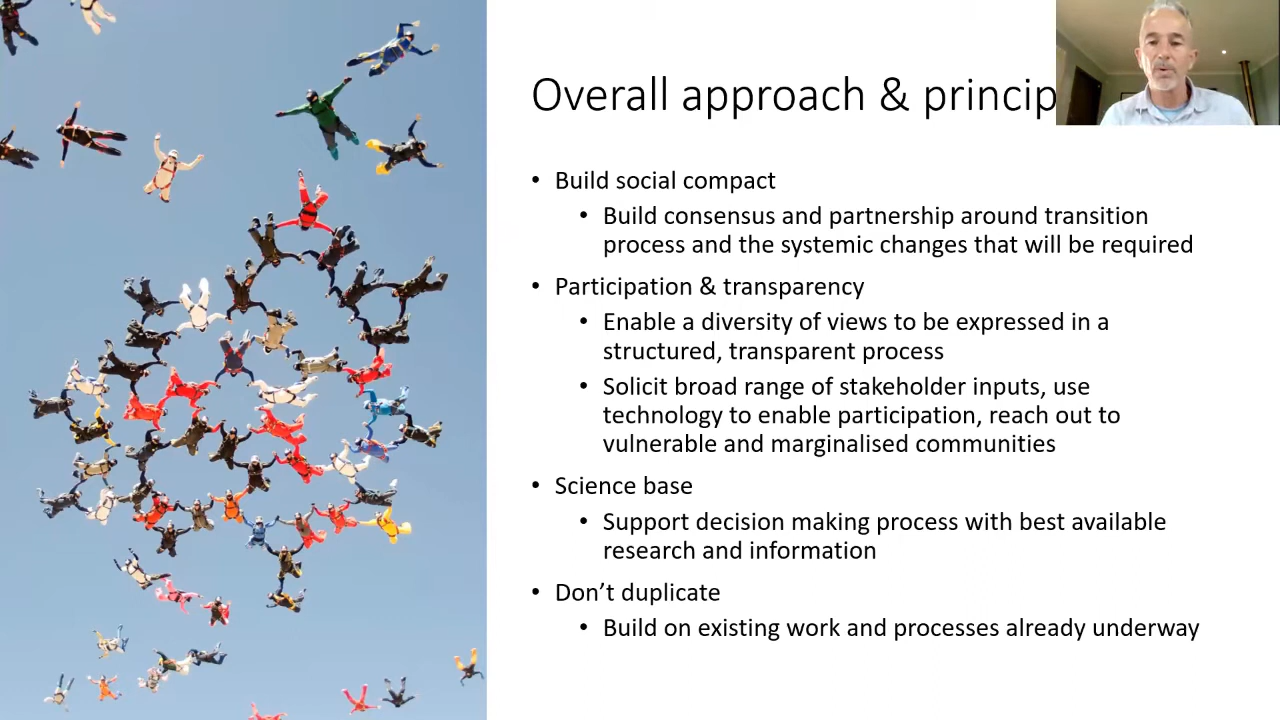 Overall approach & princip
• Build social compact
• Build consensus and partnership around transition
process and the systemic changes that will be required
• Participation & transparency
• Enable a diversity of views to be expressed in a
structured, transparent process
• Solicit broad range of stakeholder inputs, use
technology to enable participation, reach out to
vulnerable and marginalised communities
• Science base
• Support decision making process with best available
research and information
• Don’t duplicate
• Build on existing work and processes already underway